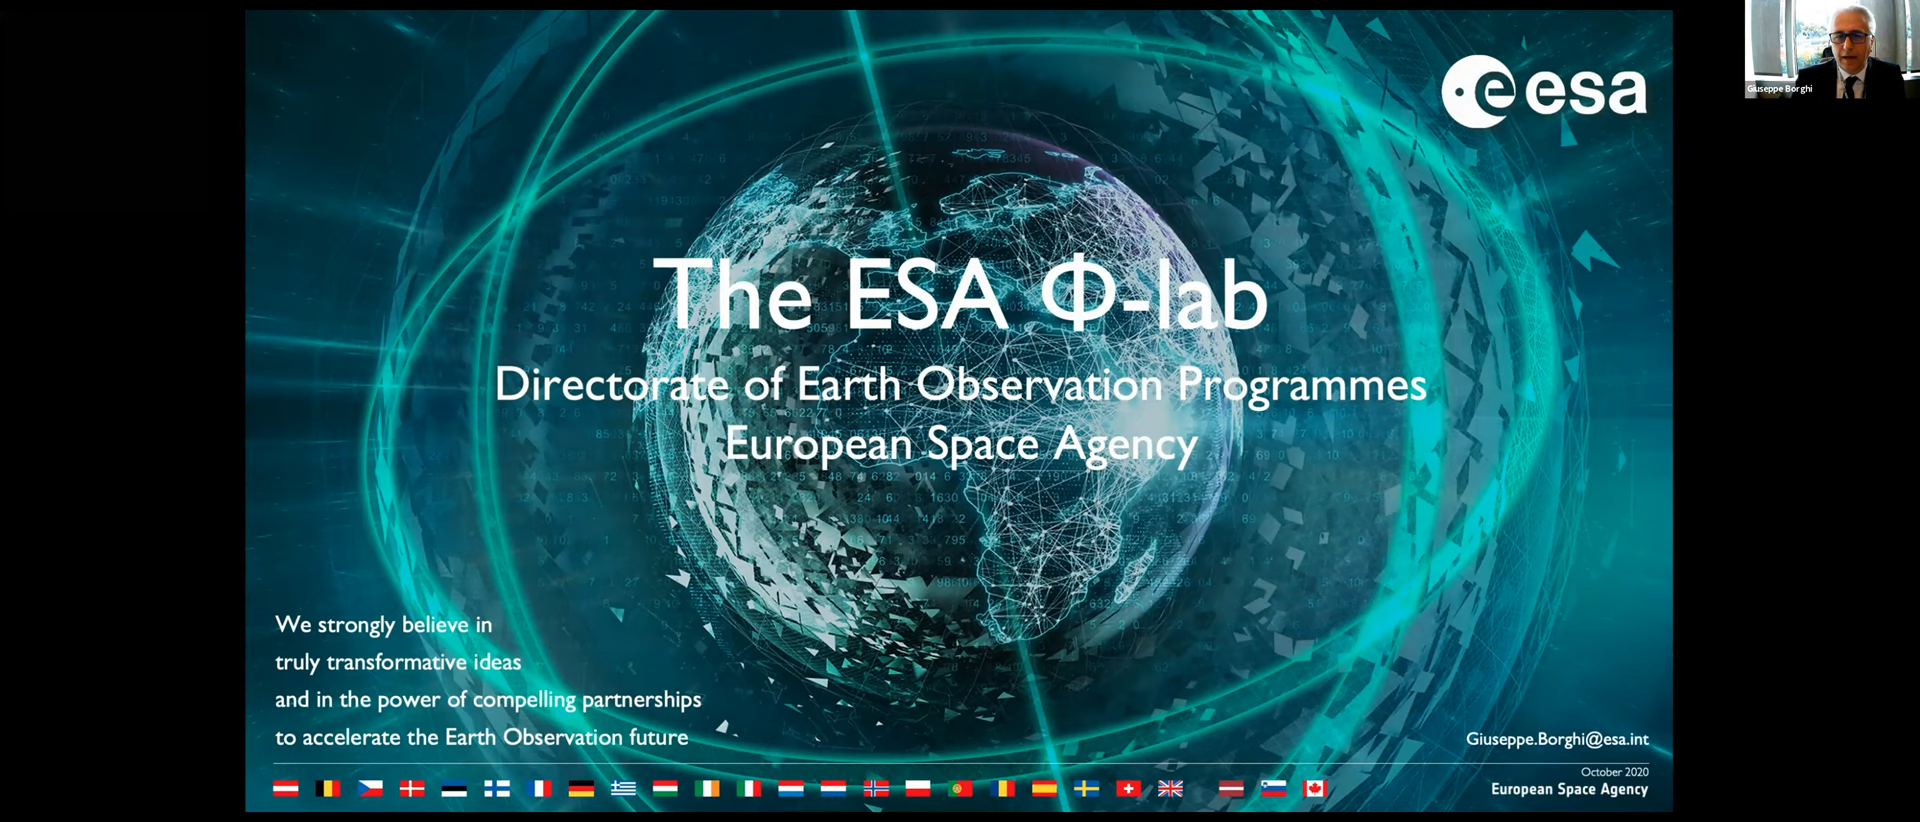 esa
Giuseppe Borghi
The ESA Φ-lab
Directorate of Earth Observation Programmes
European Space Agency
We strongly believe in
truly transformative ideas
and in the power of compelling partnerships
to accelerate the Earth Observation future
Giuseppe.Borghi@esa.int
October 2020
European Space Agency